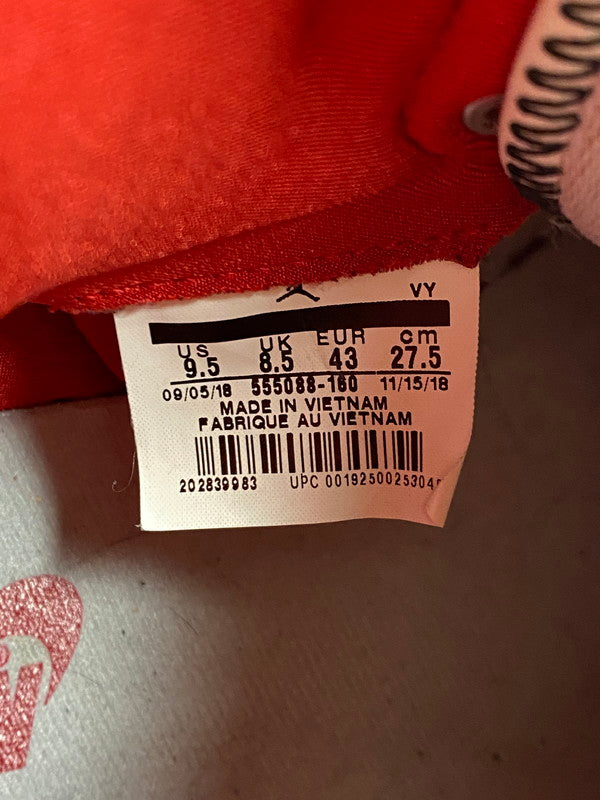 VY
US UK EUR cm
9.5 8.5 43 27.5
09/05/18 555088-160 11/15/18
MADE IN VIETNAM
FABRIQUE AU VIETNAM
202839983 UPC 00192500253045